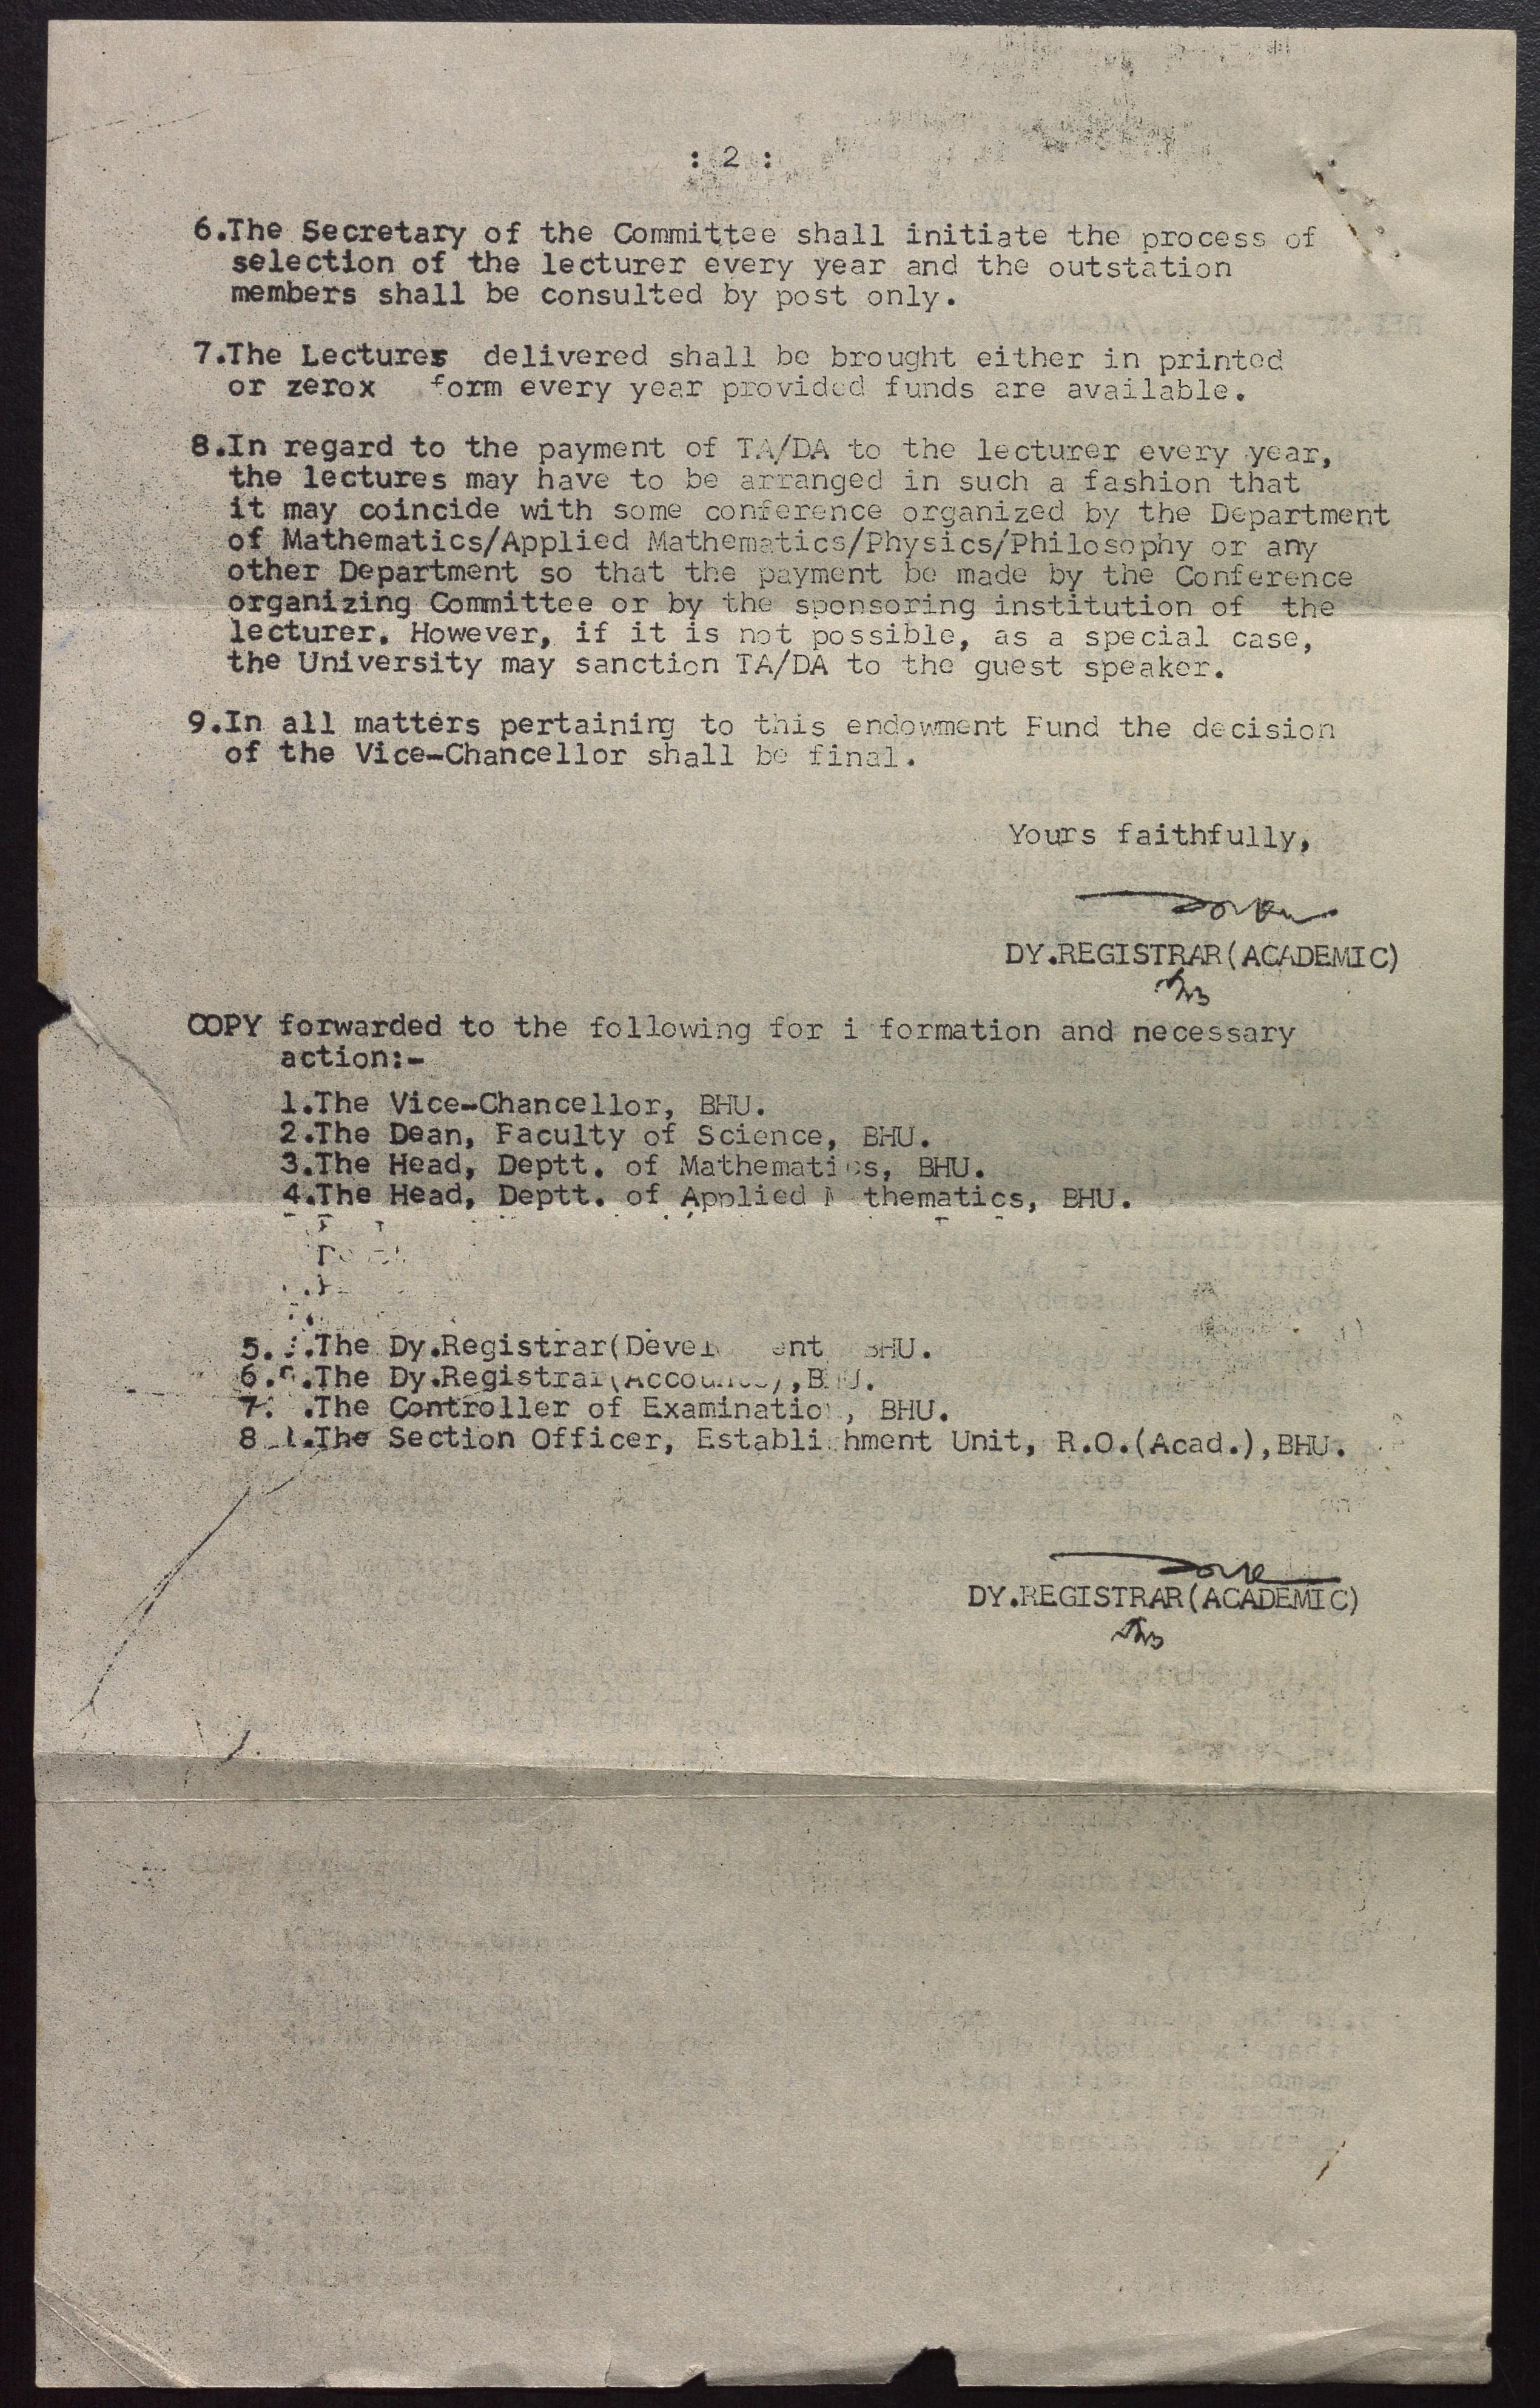 : 2 :
6.The Secretary of the Committee shall initiate the process of
selection of the lecturer every year and the outstation
members shall be consulted by post only.
7.The Lectures delivered shall be brought either in printed
or zerox form every year provided funds are available.
8.In regard to the payment of TA/DA to the lecturer every year,
the lectures may have to be arranged in such a fashion that
it may coincide with some conference organized by the Department
of Mathematics/Applied Mathematics/Physics/Philosophy or any
other Department so that the payment be made by the Conference
organizing Committee or by the sponsoring institution of the
lecturer. However, if it is not possible, as a special case,
the University may sanction TA/DA to the guest speaker.
9.In all matters pertaining to this endowment Fund the decision
of the Vice-Chancellor shall be final.
Yours faithfully,
DY.REGISTRAR(ACADEMIC)
COPY forwarded to the following for i formation and necessary
action:-
1.The Vice-Chancellor, BHU.
2.The Dean, Faculty of Science, BHU.
3.The Head, Deptt. of Mathematics, BHU.
4.The Head, Deptt. of Applied M thematics, BHU.
5. .The Dy.Registrar(Devel ent BHU.
6. .The Dy.Registrar(Accounts),BHU.
7. .The Controller of Examination, BHU.
8 .The Section Officer, Establi hment Unit, R.O.(Acad.),BHU.
DY.REGISTRAR(ACADEMIC)